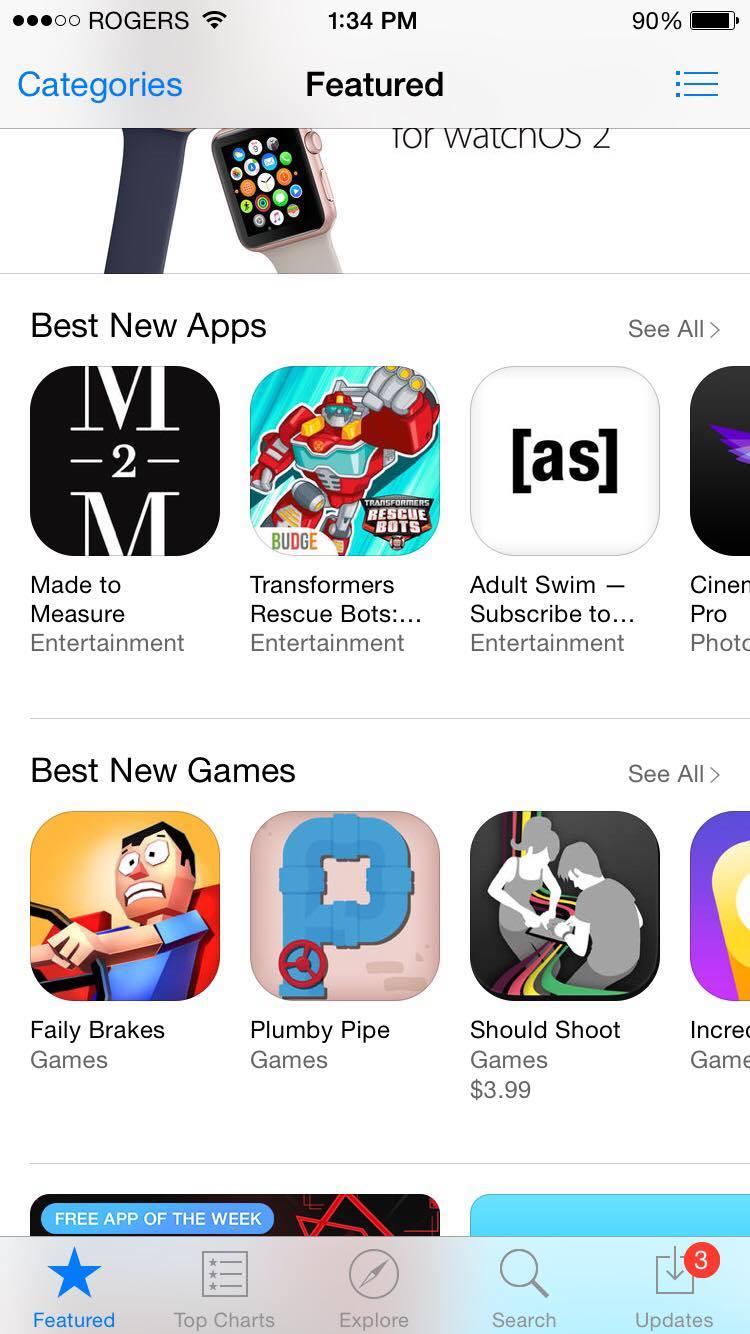 ROGERS 1:34 PM 90%
Categories Featured
for watchOS 2
Best New Apps See All >
M
2
M
TRANSFORMERS
RESCUE
BOTS
BUDGE
[as]
Made to Measure
Entertainment
Transformers Rescue Bots:...
Entertainment
Adult Swim — Subscribe to...
Entertainment
Cinem
Pro
Photo
Best New Games See All >
Faily Brakes
Games
Plumby Pipe
Games
Should Shoot
Games
$3.99
Incred
Game
FREE APP OF THE WEEK
3
Featured Top Charts Explore Search Updates